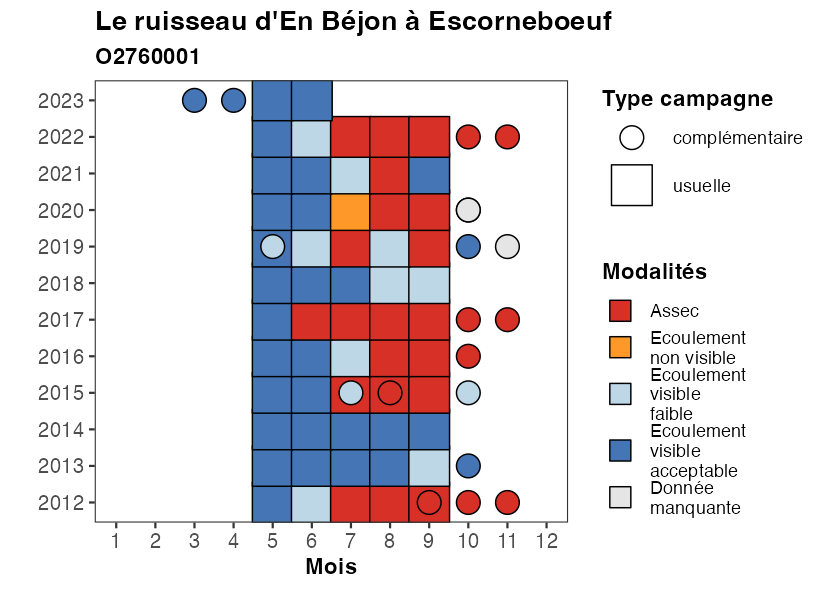 Le ruisseau d'En Béjon à Escorneboeuf
O2760001
2023
2022
2021
2020
2019
2018
2017
2016
2015
2014
2013
2012
1 2 3 4 5 6 7 8 9 10 11 12
Mois
Type campagne
complémentaire
usuelle
Modalités
Assec
Ecoulement
non visible
Ecoulement
visible
faible
Ecoulement
visible
acceptable
Donnée
manquante